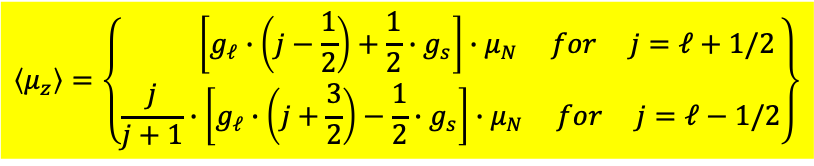 ⟨μ_z⟩ = { [g_ℓ · (j − 1/2) + 1/2 · g_s] · μ_N for j = ℓ + 1/2
j/(j + 1) · [g_ℓ · (j + 3/2) − 1/2 · g_s] · μ_N for j = ℓ − 1/2 }